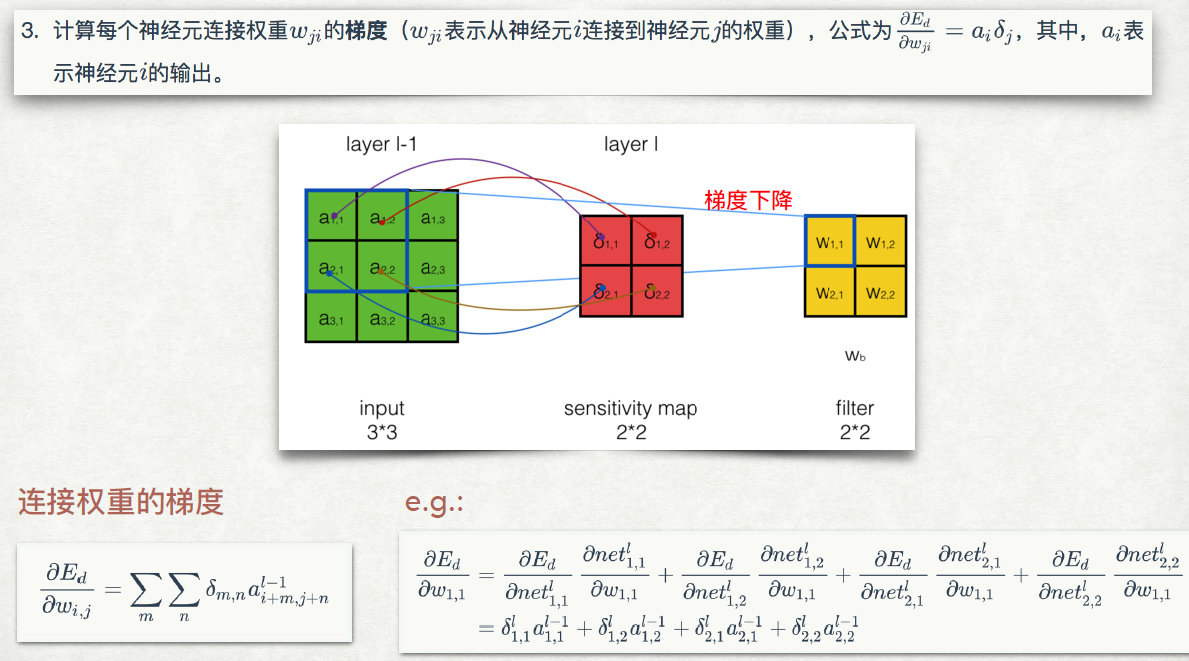 3. 计算每个神经元连接权重w_{ji}的梯度（w_{ji}表示从神经元i连接到神经元j的权重），公式为∂E_d/∂w_{ji} = a_iδ_j，其中，a_i表
示神经元i的输出。
layer l-1 layer l
梯度下降
a1,1 a1,2 a1,3
a2,1 a2,2 a2,3
a3,1 a3,2 a3,3
δ1,1 δ1,2
δ2,1 δ2,2
w1,1 w1,2
w2,1 w2,2
wb
input sensitivity map filter
3*3 2*2 2*2
连接权重的梯度
∂E_d/∂w_{i,j} = ∑_m ∑_n δ_{m,n} a^{l-1}_{i+m,j+n}
e.g.:
∂E_d/∂w_{1,1} = ∂E_d/∂net^l_{1,1} ∂net^l_{1,1}/∂w_{1,1} + ∂E_d/∂net^l_{1,2} ∂net^l_{1,2}/∂w_{1,1} + ∂E_d/∂net^l_{2,1} ∂net^l_{2,1}/∂w_{1,1} + ∂E_d/∂net^l_{2,2} ∂net^l_{2,2}/∂w_{1,1}
= δ^l_{1,1}a^{l-1}_{1,1} + δ^l_{1,2}a^{l-1}_{1,2} + δ^l_{2,1}a^{l-1}_{2,1} + δ^l_{2,2}a^{l-1}_{2,2}